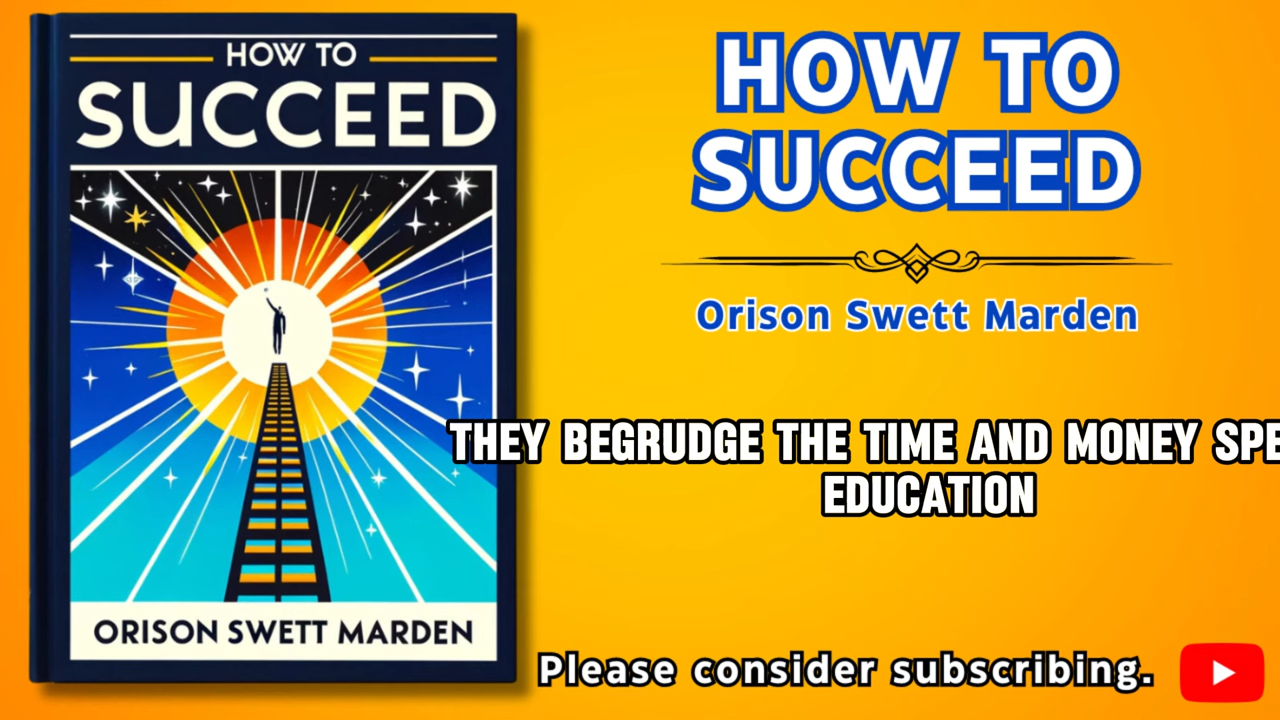 HOW TO
SUCCEED
ORISON SWETT MARDEN
HOW TO
SUCCEED
Orison Swett Marden
THEY BEGRUDGE THE TIME AND MONEY
EDUCATION
Please consider subscribing.